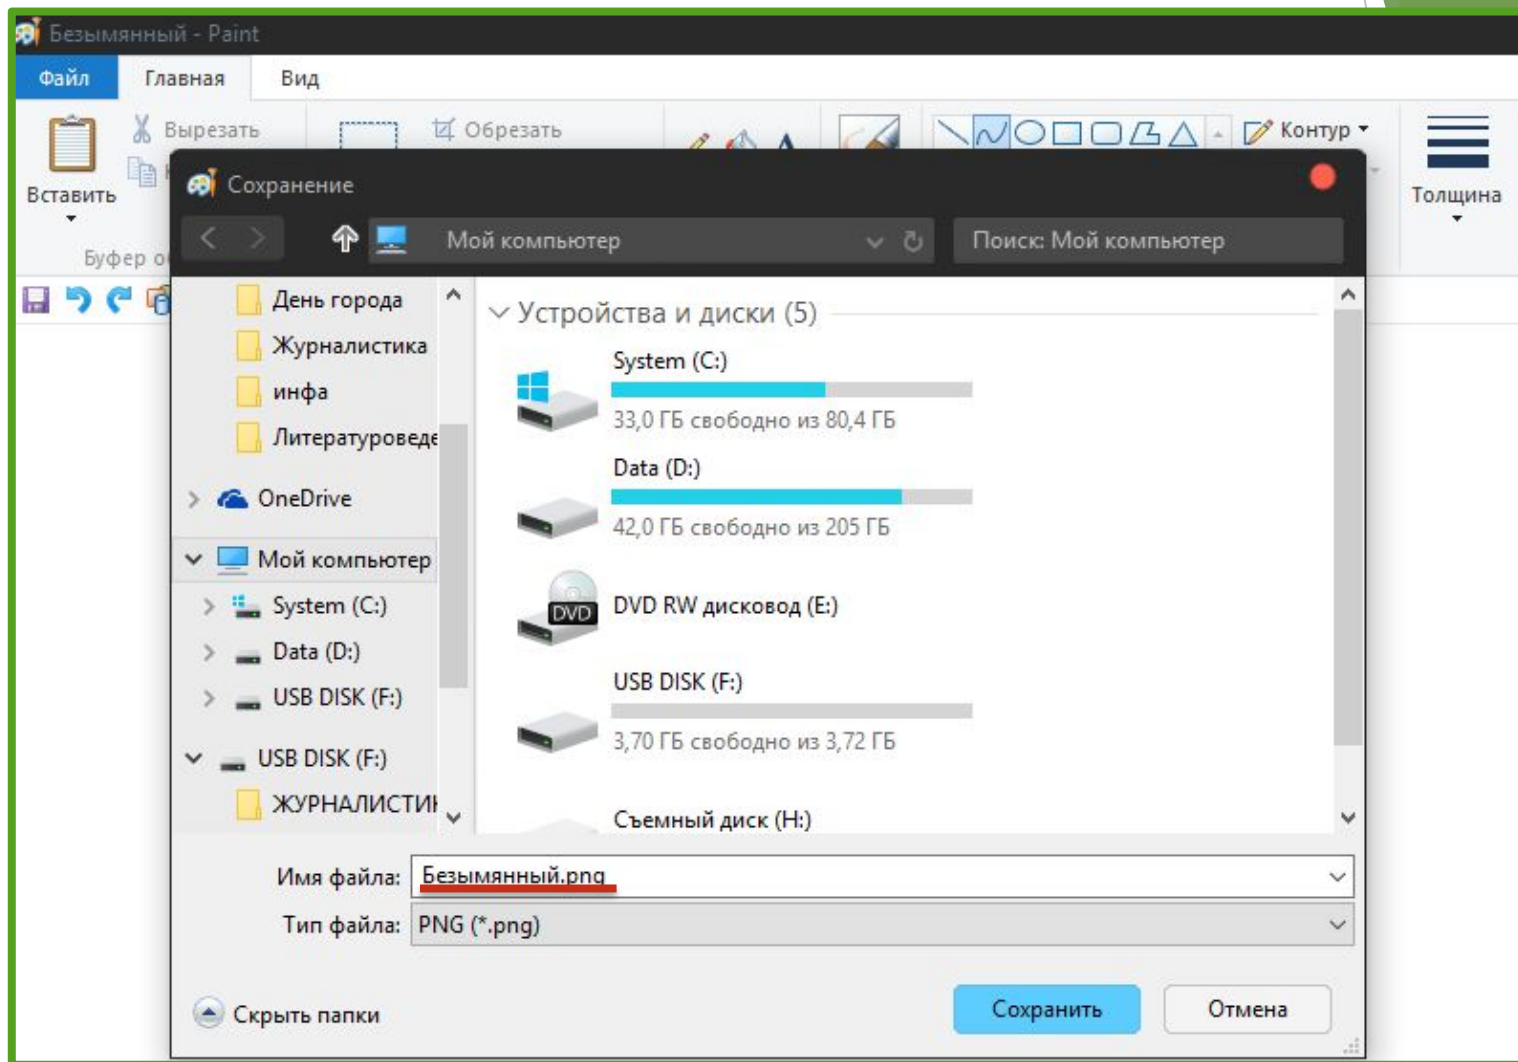 Безымянный - Paint
Файл Главная Вид
Вырезать
Обрезать
Контур
Вставить
Толщина
Сохранение
Мой компьютер
Поиск: Мой компьютер
День города
Журналистика
инфа
Литературоведе
OneDrive
Мой компьютер
System (C:)
Data (D:)
USB DISK (F:)
USB DISK (F:)
ЖУРНАЛИСТИ
Устройства и диски (5)
System (C:)
33,0 ГБ свободно из 80,4 ГБ
Data (D:)
42,0 ГБ свободно из 205 ГБ
DVD
DVD RW дисковод (E:)
USB DISK (F:)
3,70 ГБ свободно из 3,72 ГБ
Съемный диск (H:)
Имя файла: Безымянный.png
Тип файла: PNG (*.png)
Скрыть папки
Сохранить
Отмена